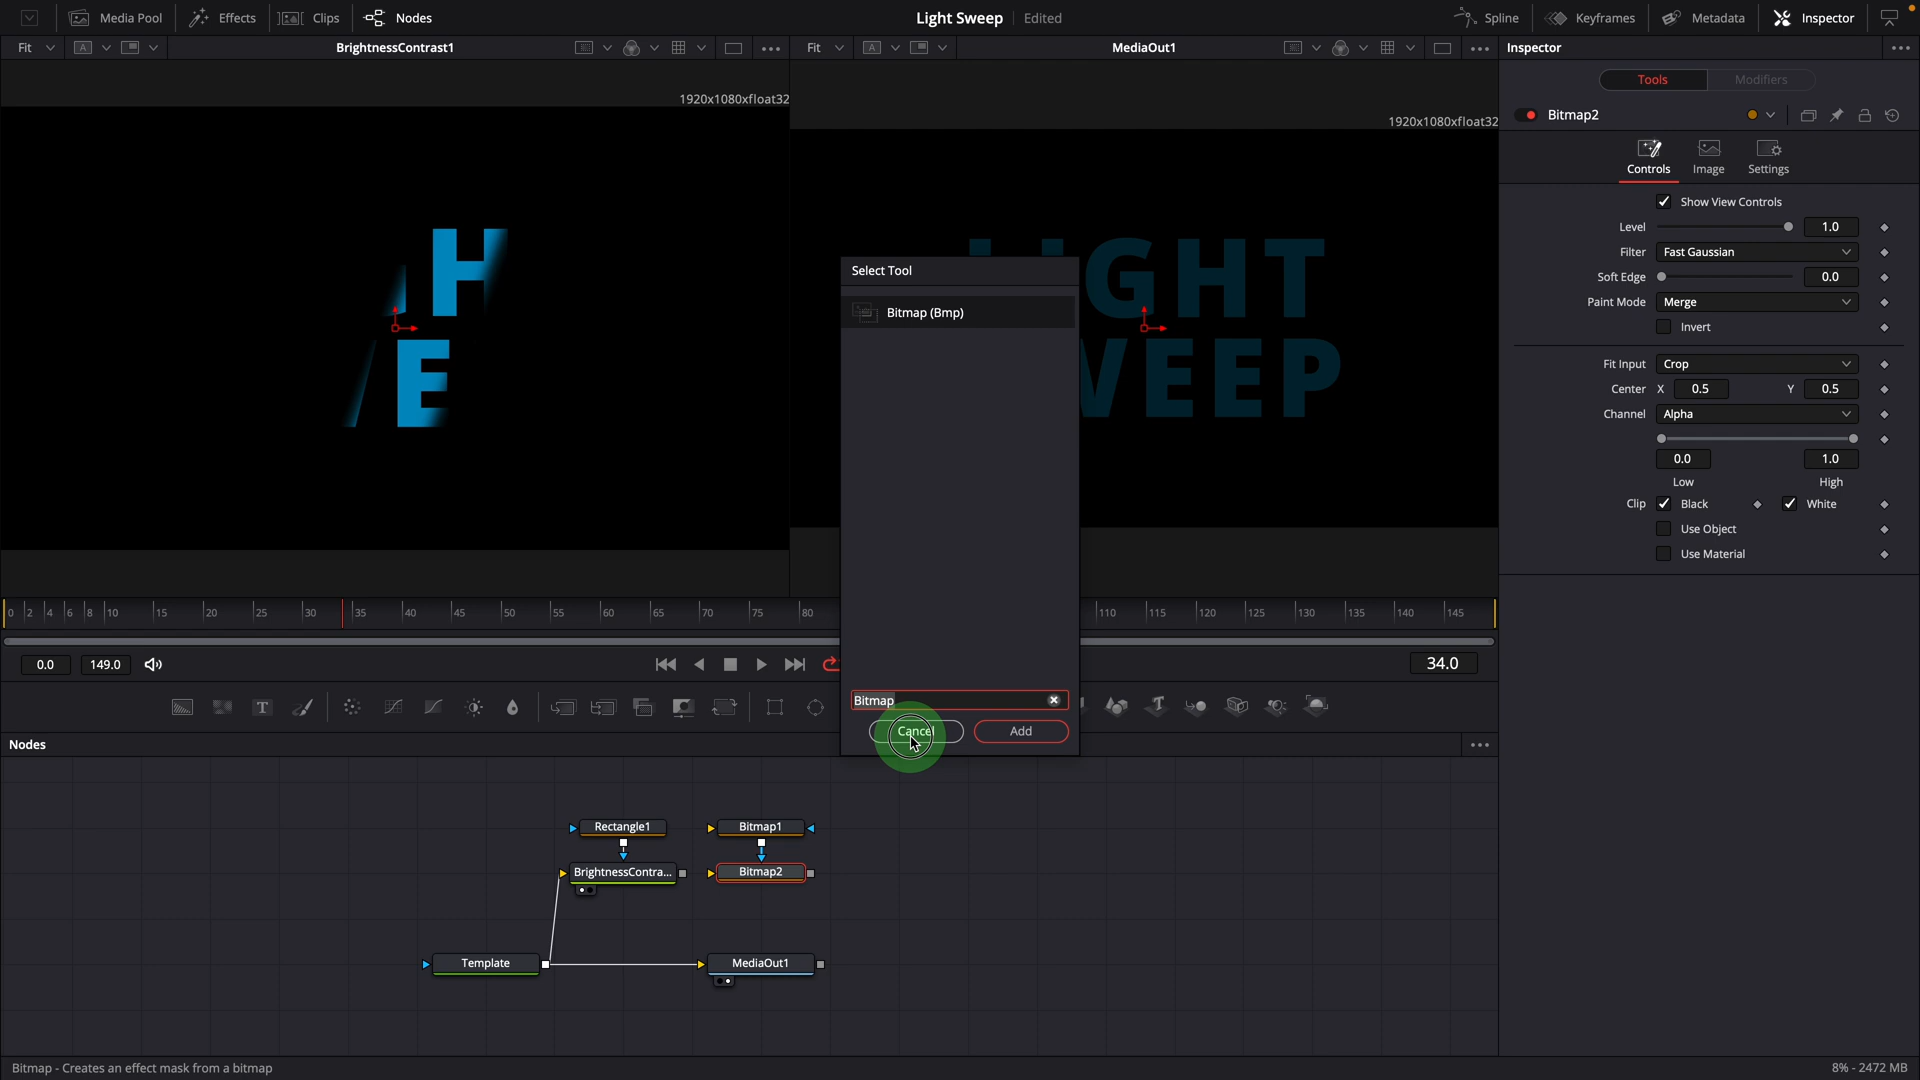 Media Pool
Effects
Clips
Nodes
Light Sweep
Edited
Spline
Keyframes
Metadata
Inspector
Fit
A
BrightnessContrast1
Fit
A
MediaOut1
Inspector
1920x1080xfloat32
1920x1080xfloat32
Tools
Modifiers
Bitmap2
Controls
Image
Settings
Show View Controls
Level
1.0
Filter
Fast Gaussian
Soft Edge
0.0
Paint Mode
Merge
Invert
Fit Input
Crop
Center
X
0.5
Y
0.5
Channel
Alpha
0.0
1.0
Low
High
Clip
Black
White
Use Object
Use Material
H
E
GHT
WEEP
Select Tool
Bitmap (Bmp)
Bitmap
Cancel
Add
0 2 4 6 8 10 15 20 25 30 35 40 45 50 55 60 65 70 75 80 110 115 120 125 130 135 140 145
0.0
149.0
34.0
Nodes
Rectangle1
Bitmap1
BrightnessContra...
Bitmap2
Template
MediaOut1
Bitmap - Creates an effect mask from a bitmap
8% - 2472 MB